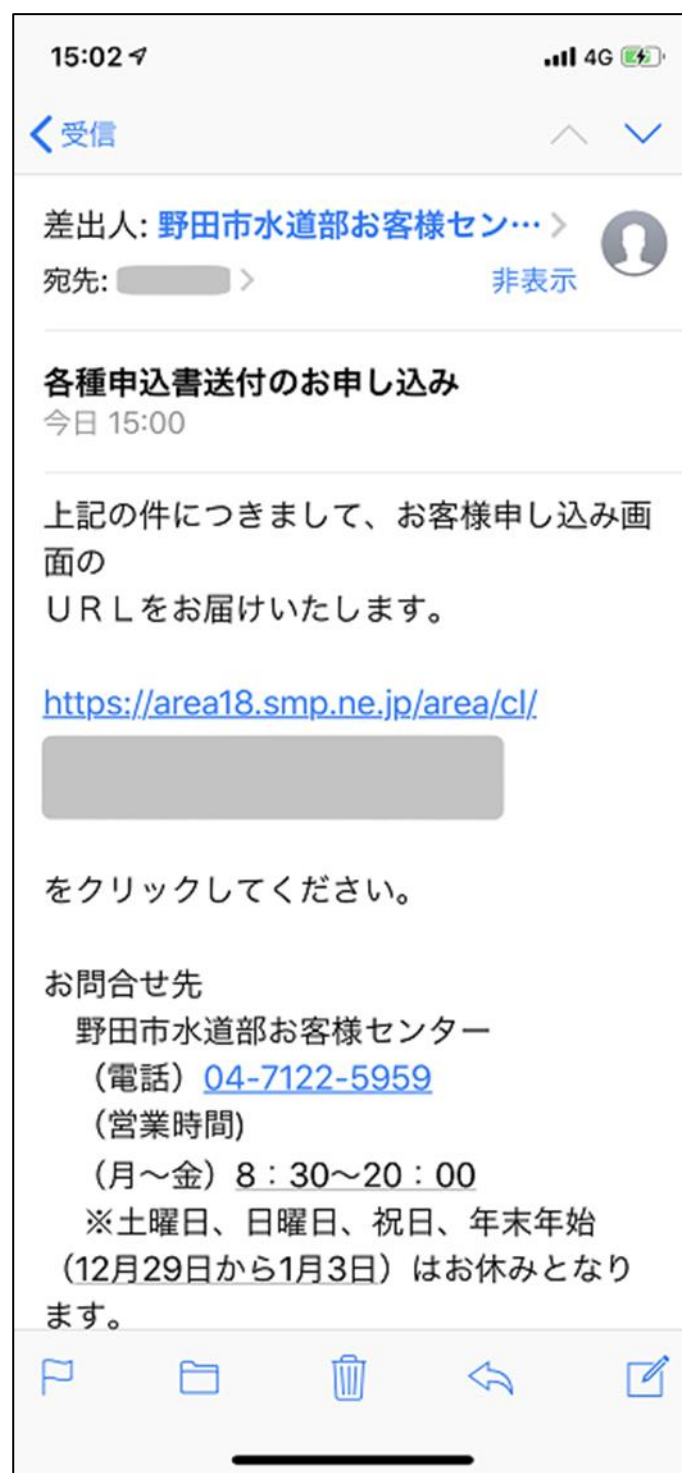 15:02
4G
受信
差出人: 野田市水道部お客様セン…
宛先:
非表示
各種申込書送付のお申し込み
今日 15:00
上記の件につきまして、お客様申し込み画
面の
ＵＲＬをお届けいたします。
https://area18.smp.ne.jp/area/cl/
をクリックしてください。
お問合せ先
野田市水道部お客様センター
（電話）04-7122-5959
（営業時間)
（月～金）8：30～20：00
※土曜日、日曜日、祝日、年末年始
（12月29日から1月3日）はお休みとなり
ます。